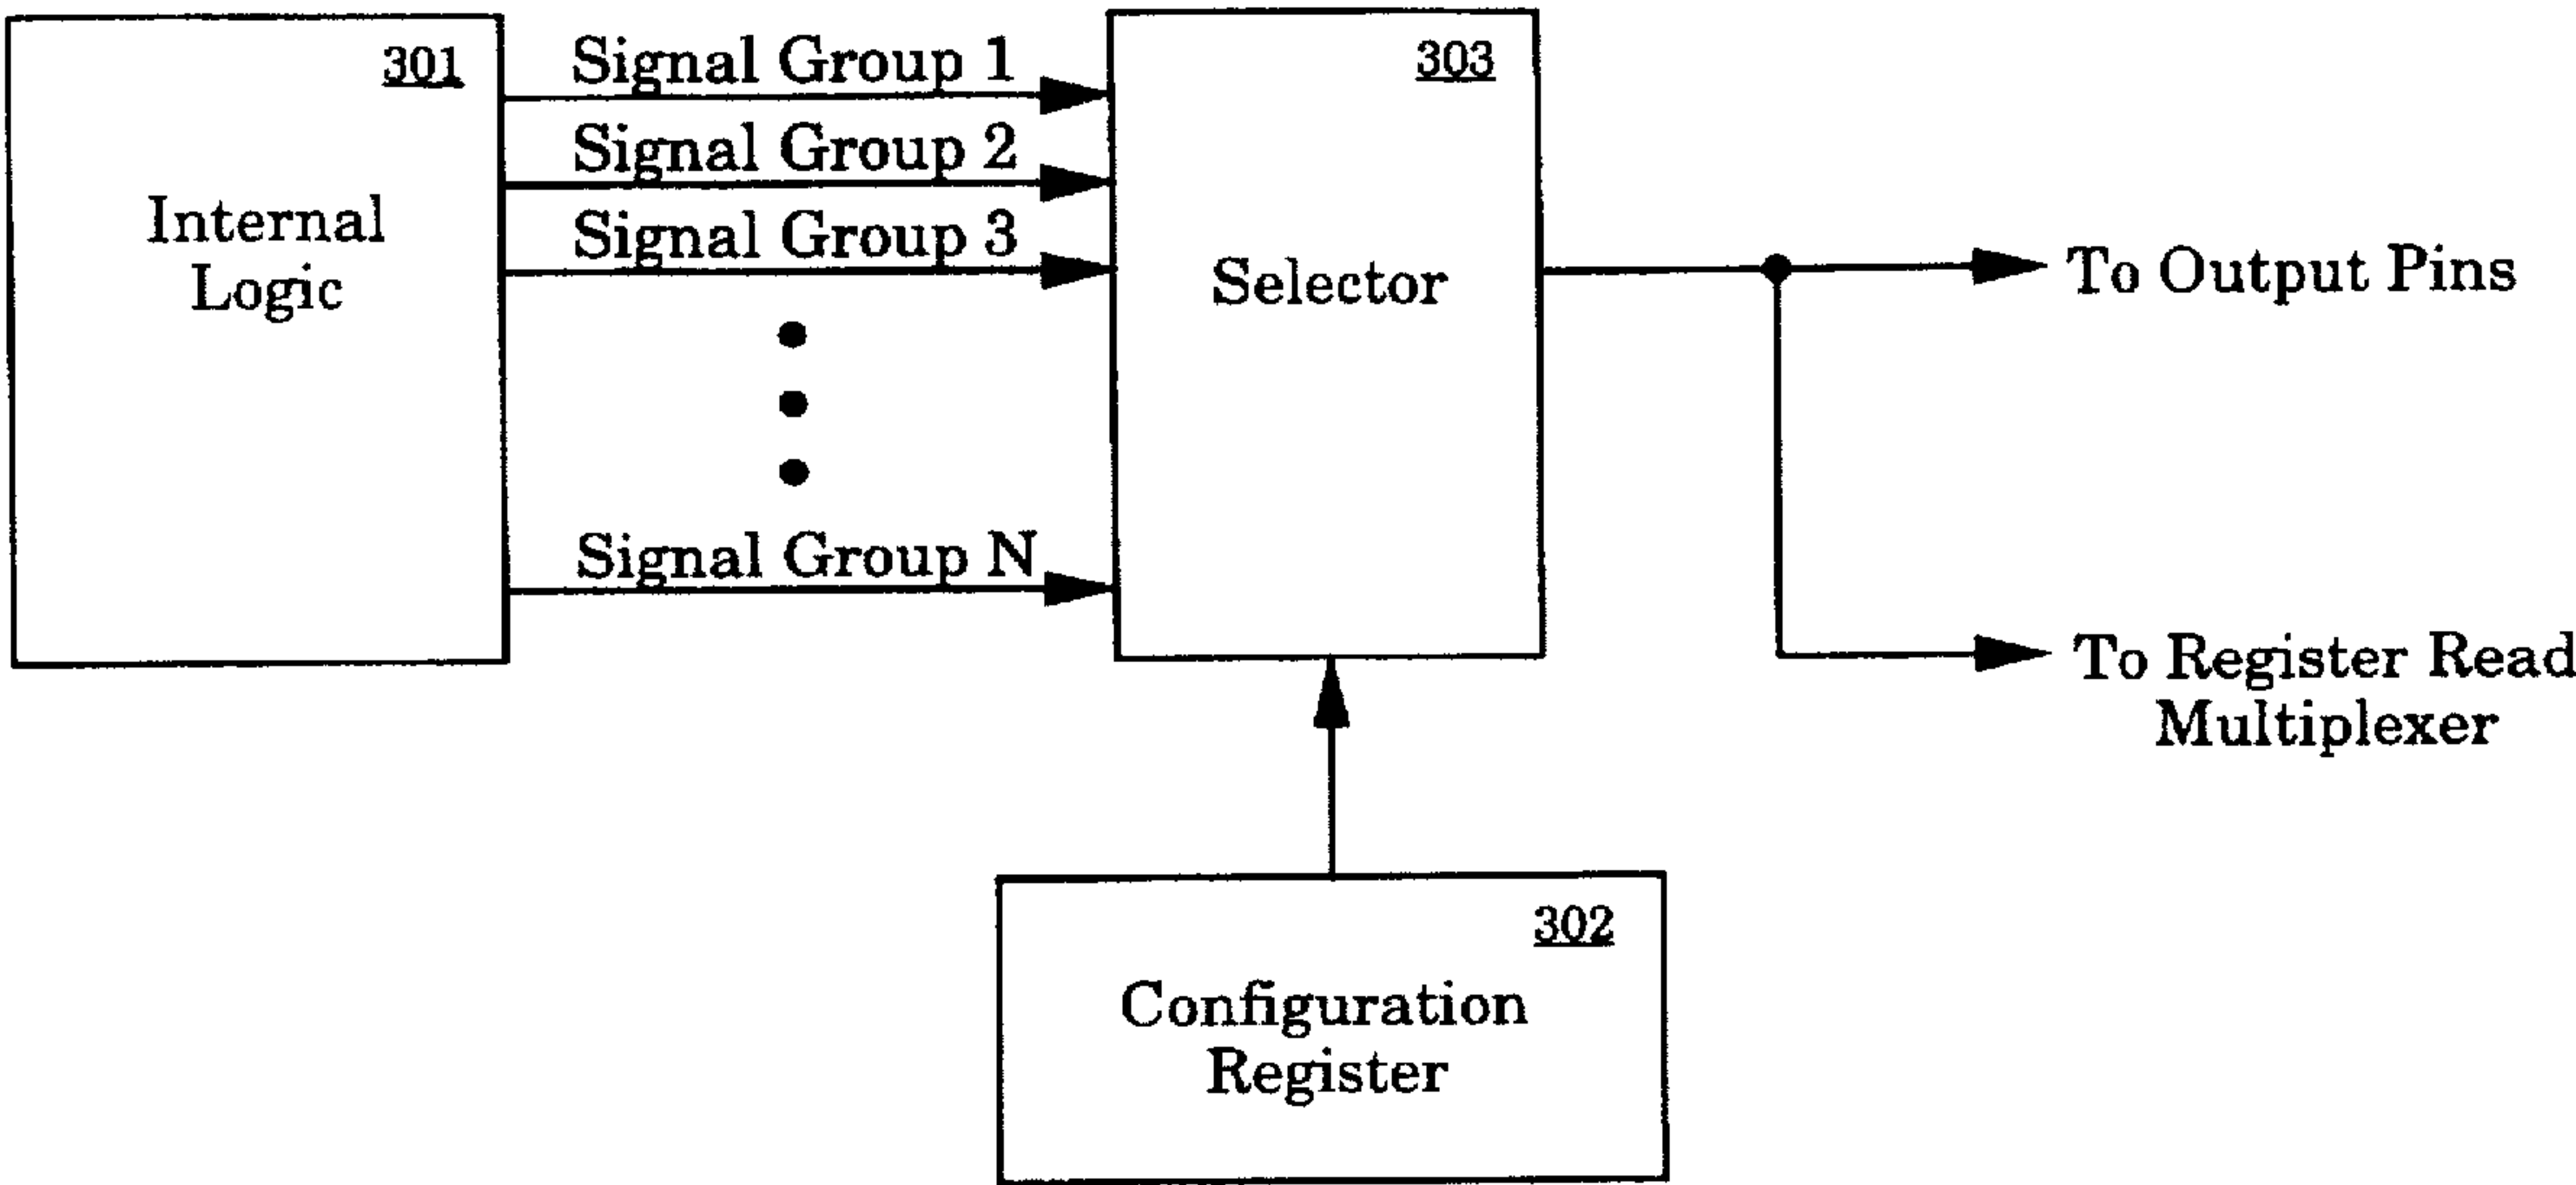 301
Internal
Logic
Signal Group 1
Signal Group 2
Signal Group 3
Signal Group N
303
Selector
To Output Pins
To Register Read
Multiplexer
302
Configuration
Register